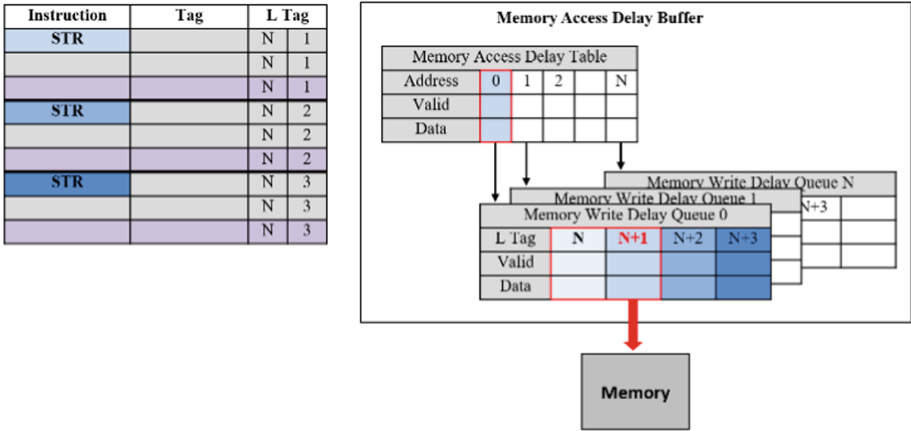 Instruction Tag L Tag
STR N 1
N 1
N 1
STR N 2
N 2
N 2
STR N 3
N 3
N 3
Memory Access Delay Buffer
Memory Access Delay Table
Address 0 1 2 N
Valid
Data
Memory Write Delay Queue N
N+3
Memory Write Delay Queue 1
Memory Write Delay Queue 0
L Tag N N+1 N+2 N+3
Valid
Data
Memory